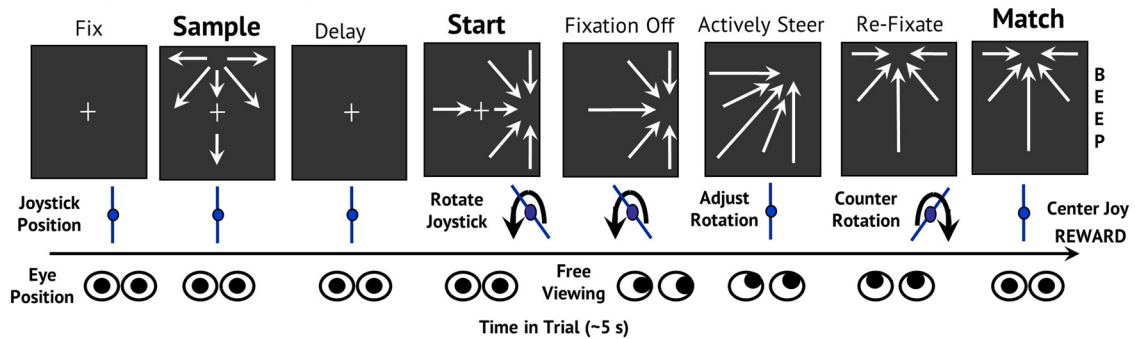 Fix
Sample
Delay
Start
Fixation Off
Actively Steer
Re-Fixate
Match
BEEP
Joystick
Position
Rotate
Joystick
Adjust
Rotation
Counter
Rotation
Center Joy
REWARD
Eye
Position
Free
Viewing
Time in Trial (~5 s)